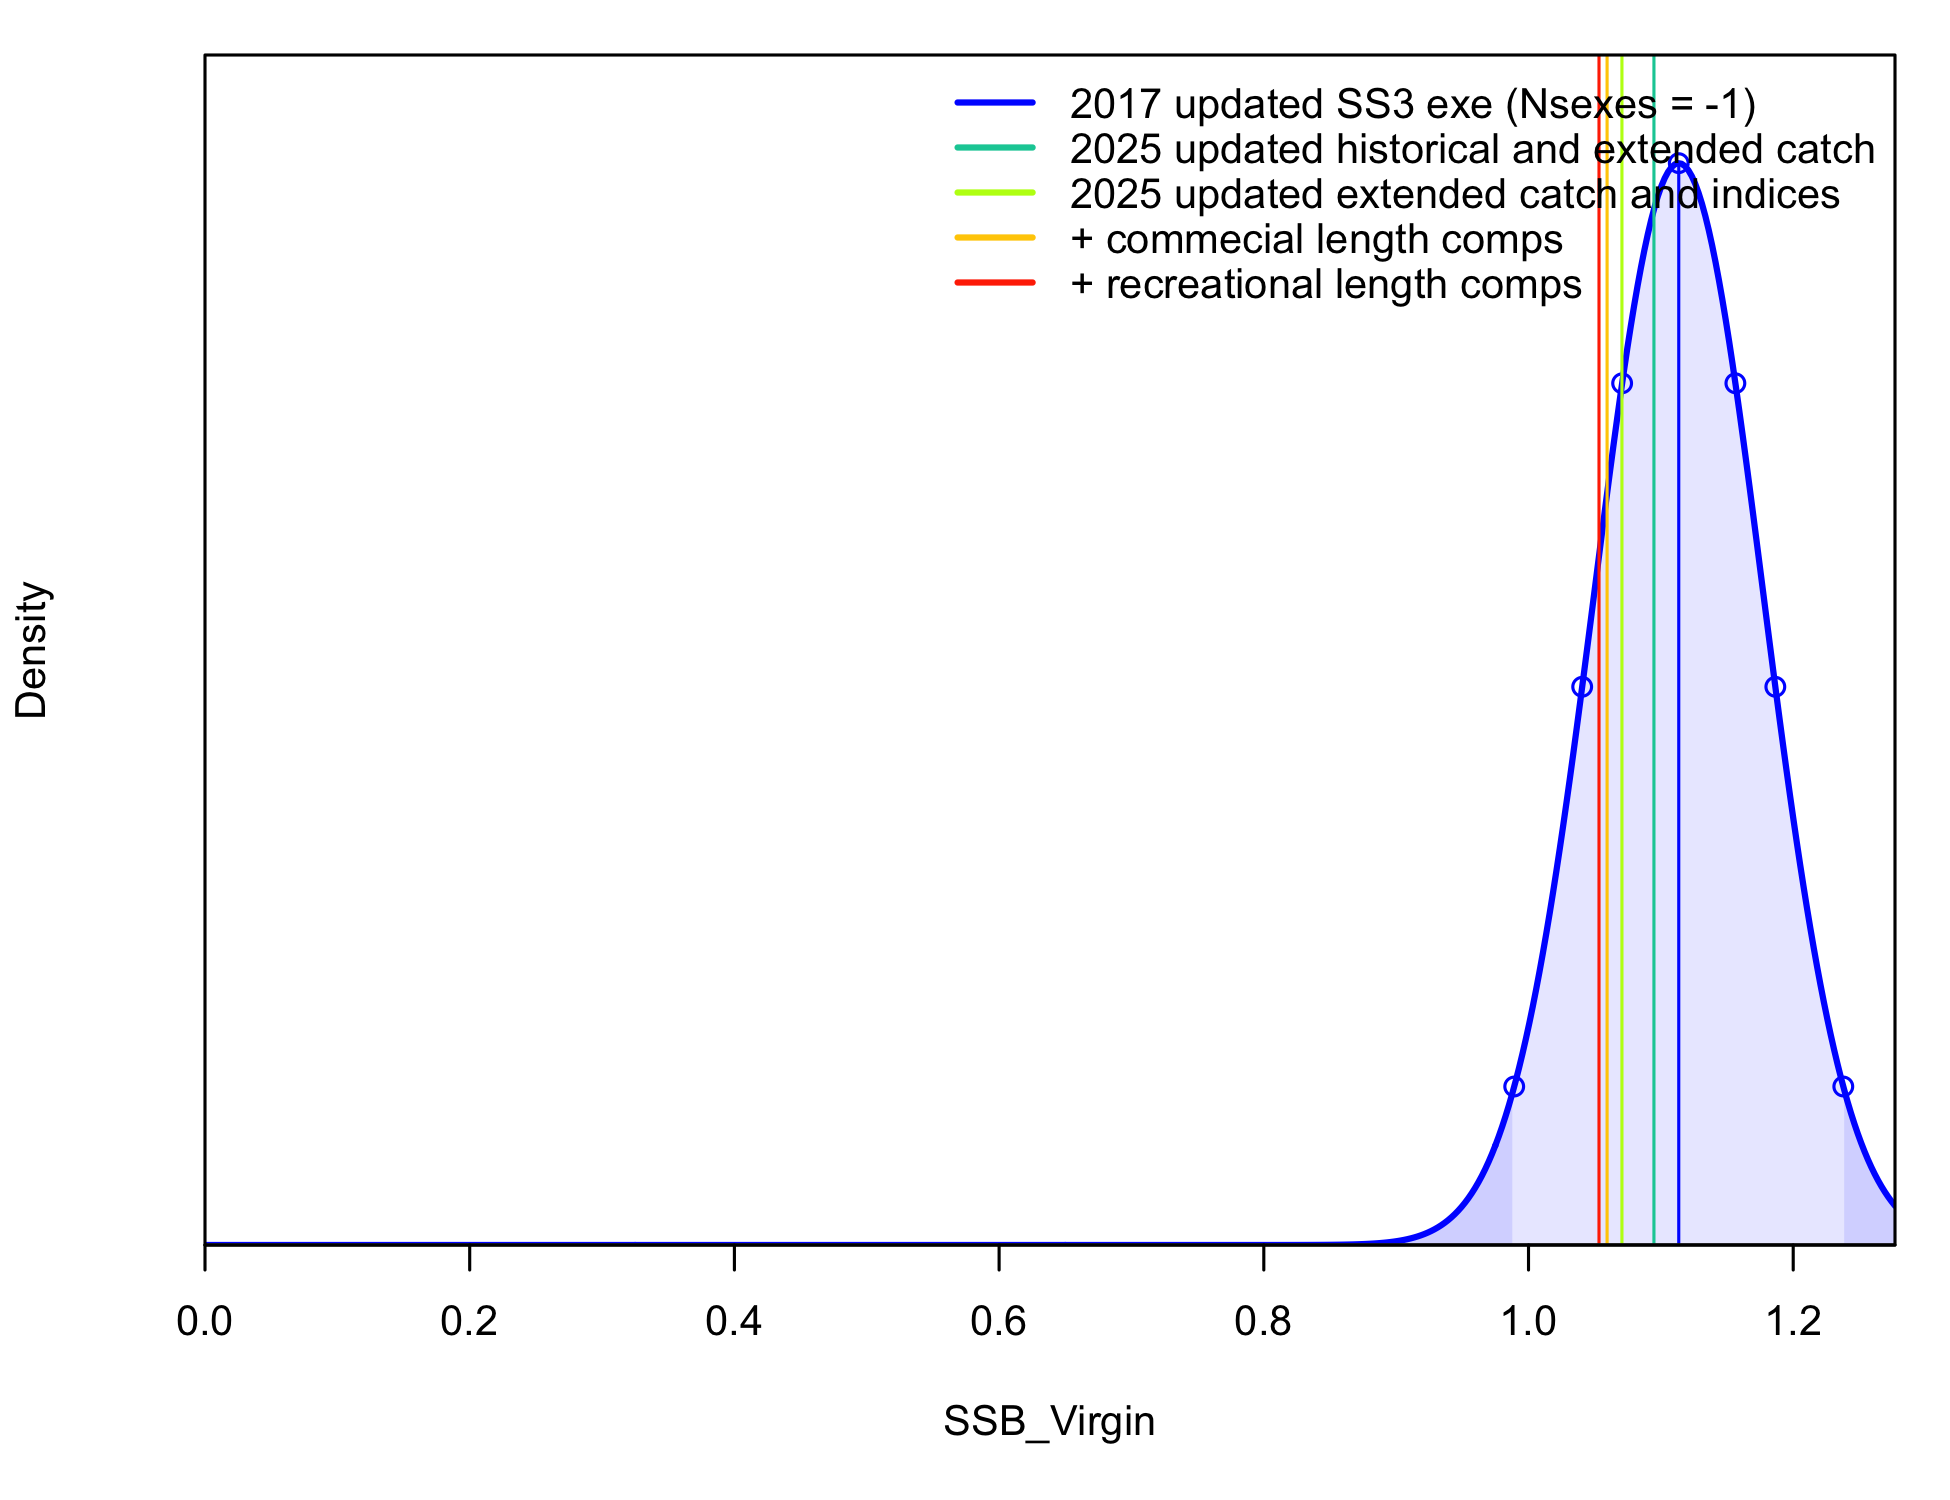 2017 updated SS3 exe (Nsexes = -1)
2025 updated historical and extended catch
2025 updated extended catch and indices
+ commecial length comps
+ recreational length comps
Density
0.0 0.2 0.4 0.6 0.8 1.0 1.2
SSB_Virgin